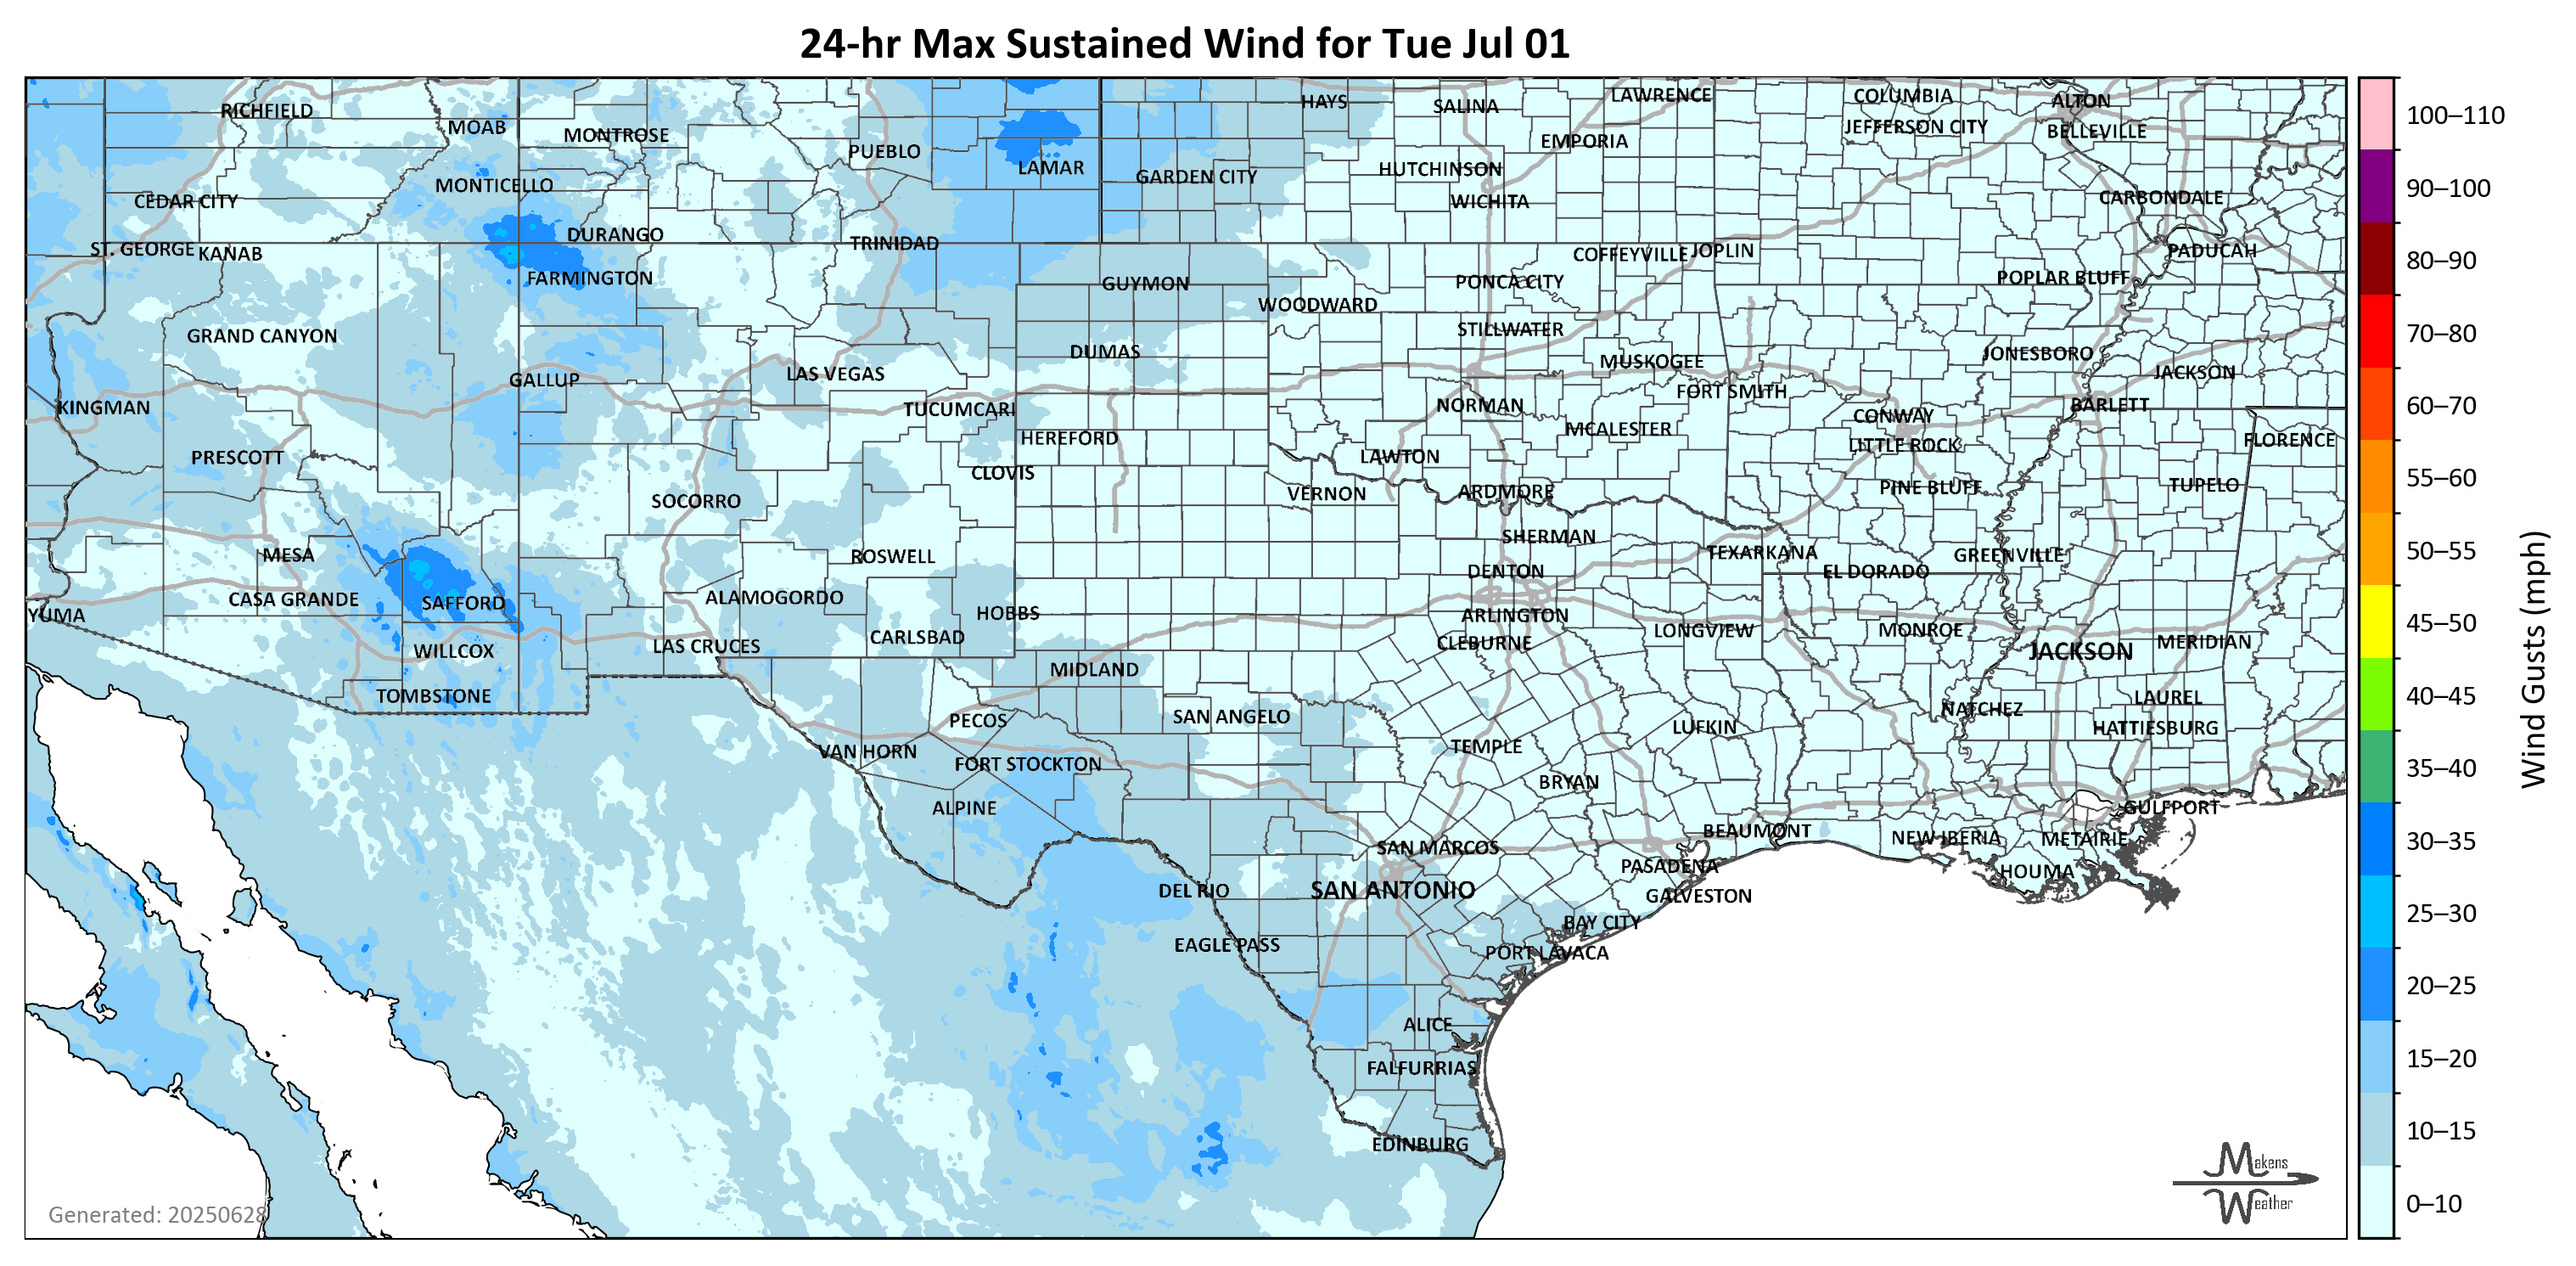 24-hr Max Sustained Wind for Tue Jul 01
RICHFIELD
MOAB
MONTROSE
PUEBLO
LAMAR
HAYS
SALINA
LAWRENCE
COLUMBIA
ALTON
JEFFERSON CITY
BELLEVILLE
EMPORIA
MONTICELLO
GARDEN CITY
HUTCHINSON
CEDAR CITY
WICHITA
CARBONDALE
DURANGO
TRINIDAD
ST. GEORGE
KANAB
COFFEYVILLE
JOPLIN
PADUCAH
FARMINGTON
GUYMON
PONCA CITY
POPLAR BLUFF
WOODWARD
GRAND CANYON
STILLWATER
DUMAS
MUSKOGEE
JONESBORO
GALLUP
LAS VEGAS
JACKSON
FORT SMITH
KINGMAN
TUCUMCARI
NORMAN
BARLETT
CONWAY
HEREFORD
MCALESTER
LITTLE ROCK
FLORENCE
PRESCOTT
CLOVIS
LAWTON
SOCORRO
VERNON
ARDMORE
PINE BLUFF
TUPELO
MESA
ROSWELL
SHERMAN
TEXARKANA
GREENVILLE
DENTON
EL DORADO
CASA GRANDE
SAFFORD
ALAMOGORDO
HOBBS
YUMA
ARLINGTON
CARLSBAD
CLEBURNE
LONGVIEW
MONROE
WILLCOX
LAS CRUCES
JACKSON
MERIDIAN
MIDLAND
TOMBSTONE
LAUREL
PECOS
SAN ANGELO
NATCHEZ
LUFKIN
HATTIESBURG
VAN HORN
TEMPLE
FORT STOCKTON
BRYAN
ALPINE
GULFPORT
BEAUMONT
NEW IBERIA
METAIRIE
SAN MARCOS
PASADENA
HOUMA
DEL RIO
SAN ANTONIO
GALVESTON
BAY CITY
EAGLE PASS
PORT LAVACA
ALICE
FALFURRIAS
EDINBURG
Generated: 20250628
Makens
Weather
100–110
90–100
80–90
70–80
60–70
55–60
50–55
45–50
40–45
35–40
30–35
25–30
20–25
15–20
10–15
0–10
Wind Gusts (mph)